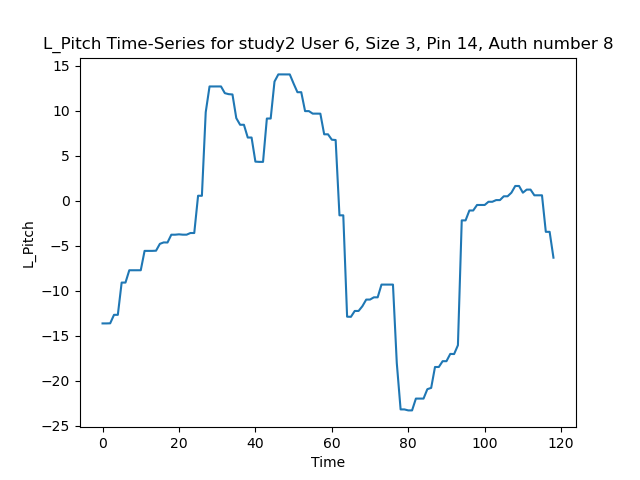 L_Pitch Time-Series for study2 User 6, Size 3, Pin 14, Auth number 8
15
10
5
0
−5
−10
−15
−20
−25
L_Pitch
0 20 40 60 80 100 120
Time